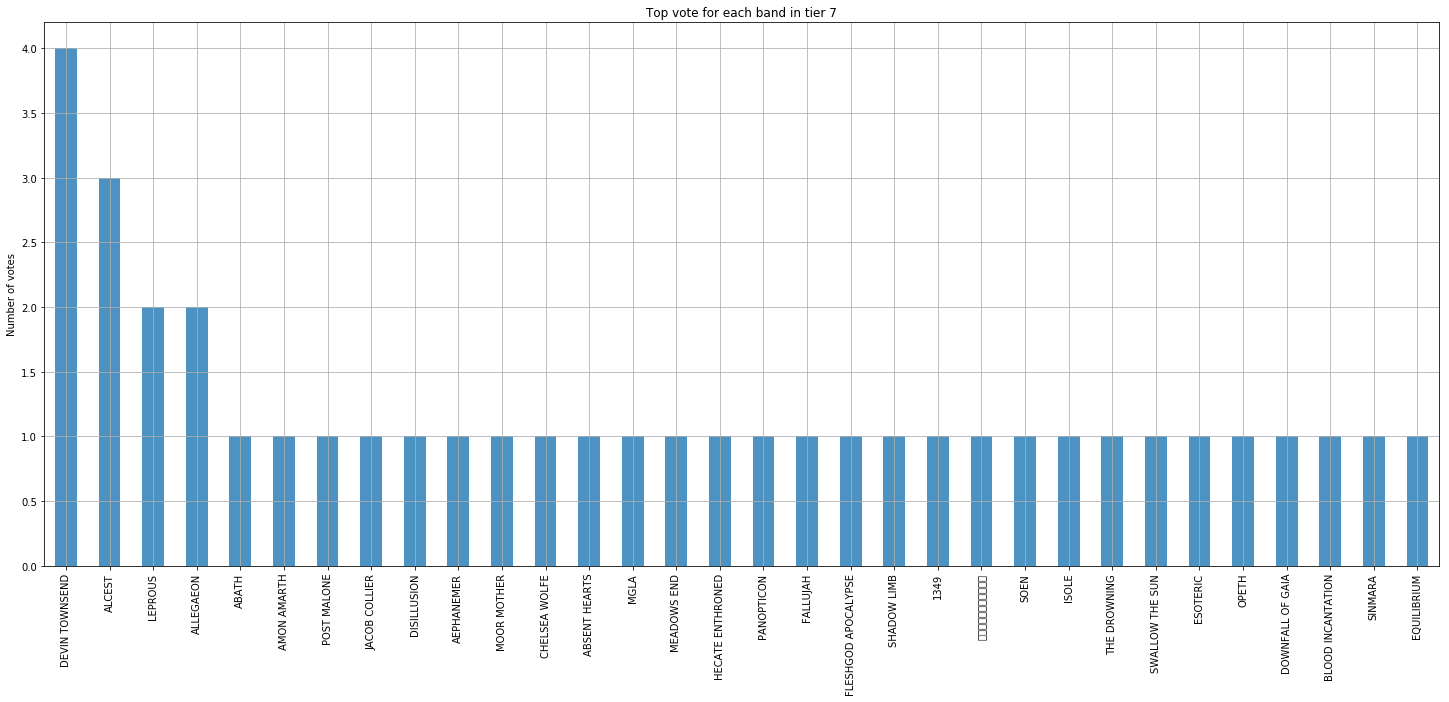 Top vote for each band in tier 7
Number of votes
4.0
3.5
3.0
2.5
2.0
1.5
1.0
0.5
0.0
DEVIN TOWNSEND
ALCEST
LEPROUS
ALLEGAEON
ABATH
AMON AMARTH
POST MALONE
JACOB COLLIER
DISILLUSION
AEPHANEMER
MOOR MOTHER
CHELSEA WOLFE
ABSENT HEARTS
MGLA
MEADOWS END
HECATE ENTHRONED
PANOPTICON
FALLUJAH
FLESHGOD APOCALYPSE
SHADOW LIMB
1349
SOEN
ISOLE
THE DROWNING
SWALLOW THE SUN
ESOTERIC
OPETH
DOWNFALL OF GAIA
BLOOD INCANTATION
SINMARA
EQUILIBRIUM